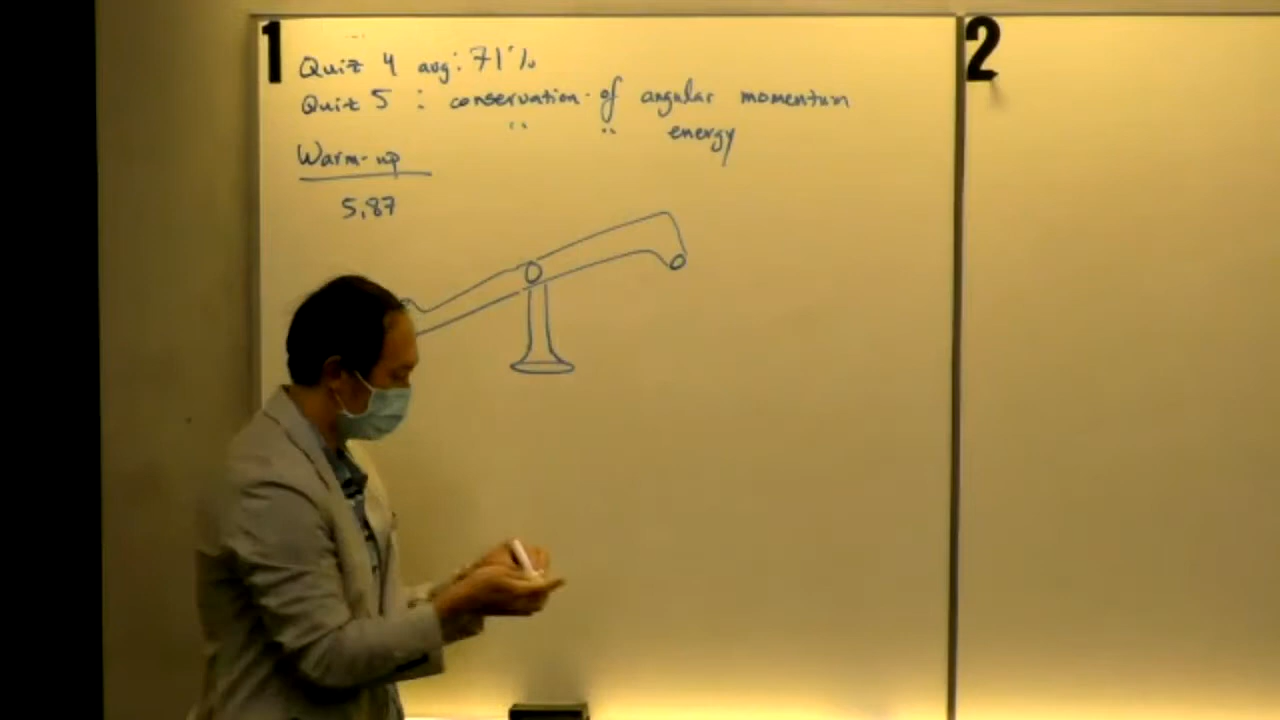 1
Quiz 4 avg: 71%
Quiz 5 : conservation of angular momentum
" " energy
Warm-up
5.87
2